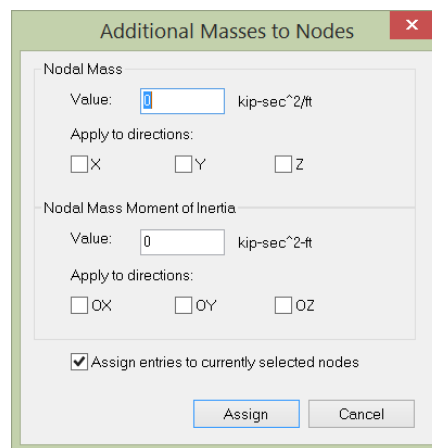 Additional Masses to Nodes
Nodal Mass
Value: 0 kip-sec^2/ft
Apply to directions:
X Y Z
Nodal Mass Moment of Inertia
Value: 0 kip-sec^2-ft
Apply to directions:
OX OY OZ
Assign entries to currently selected nodes
Assign Cancel